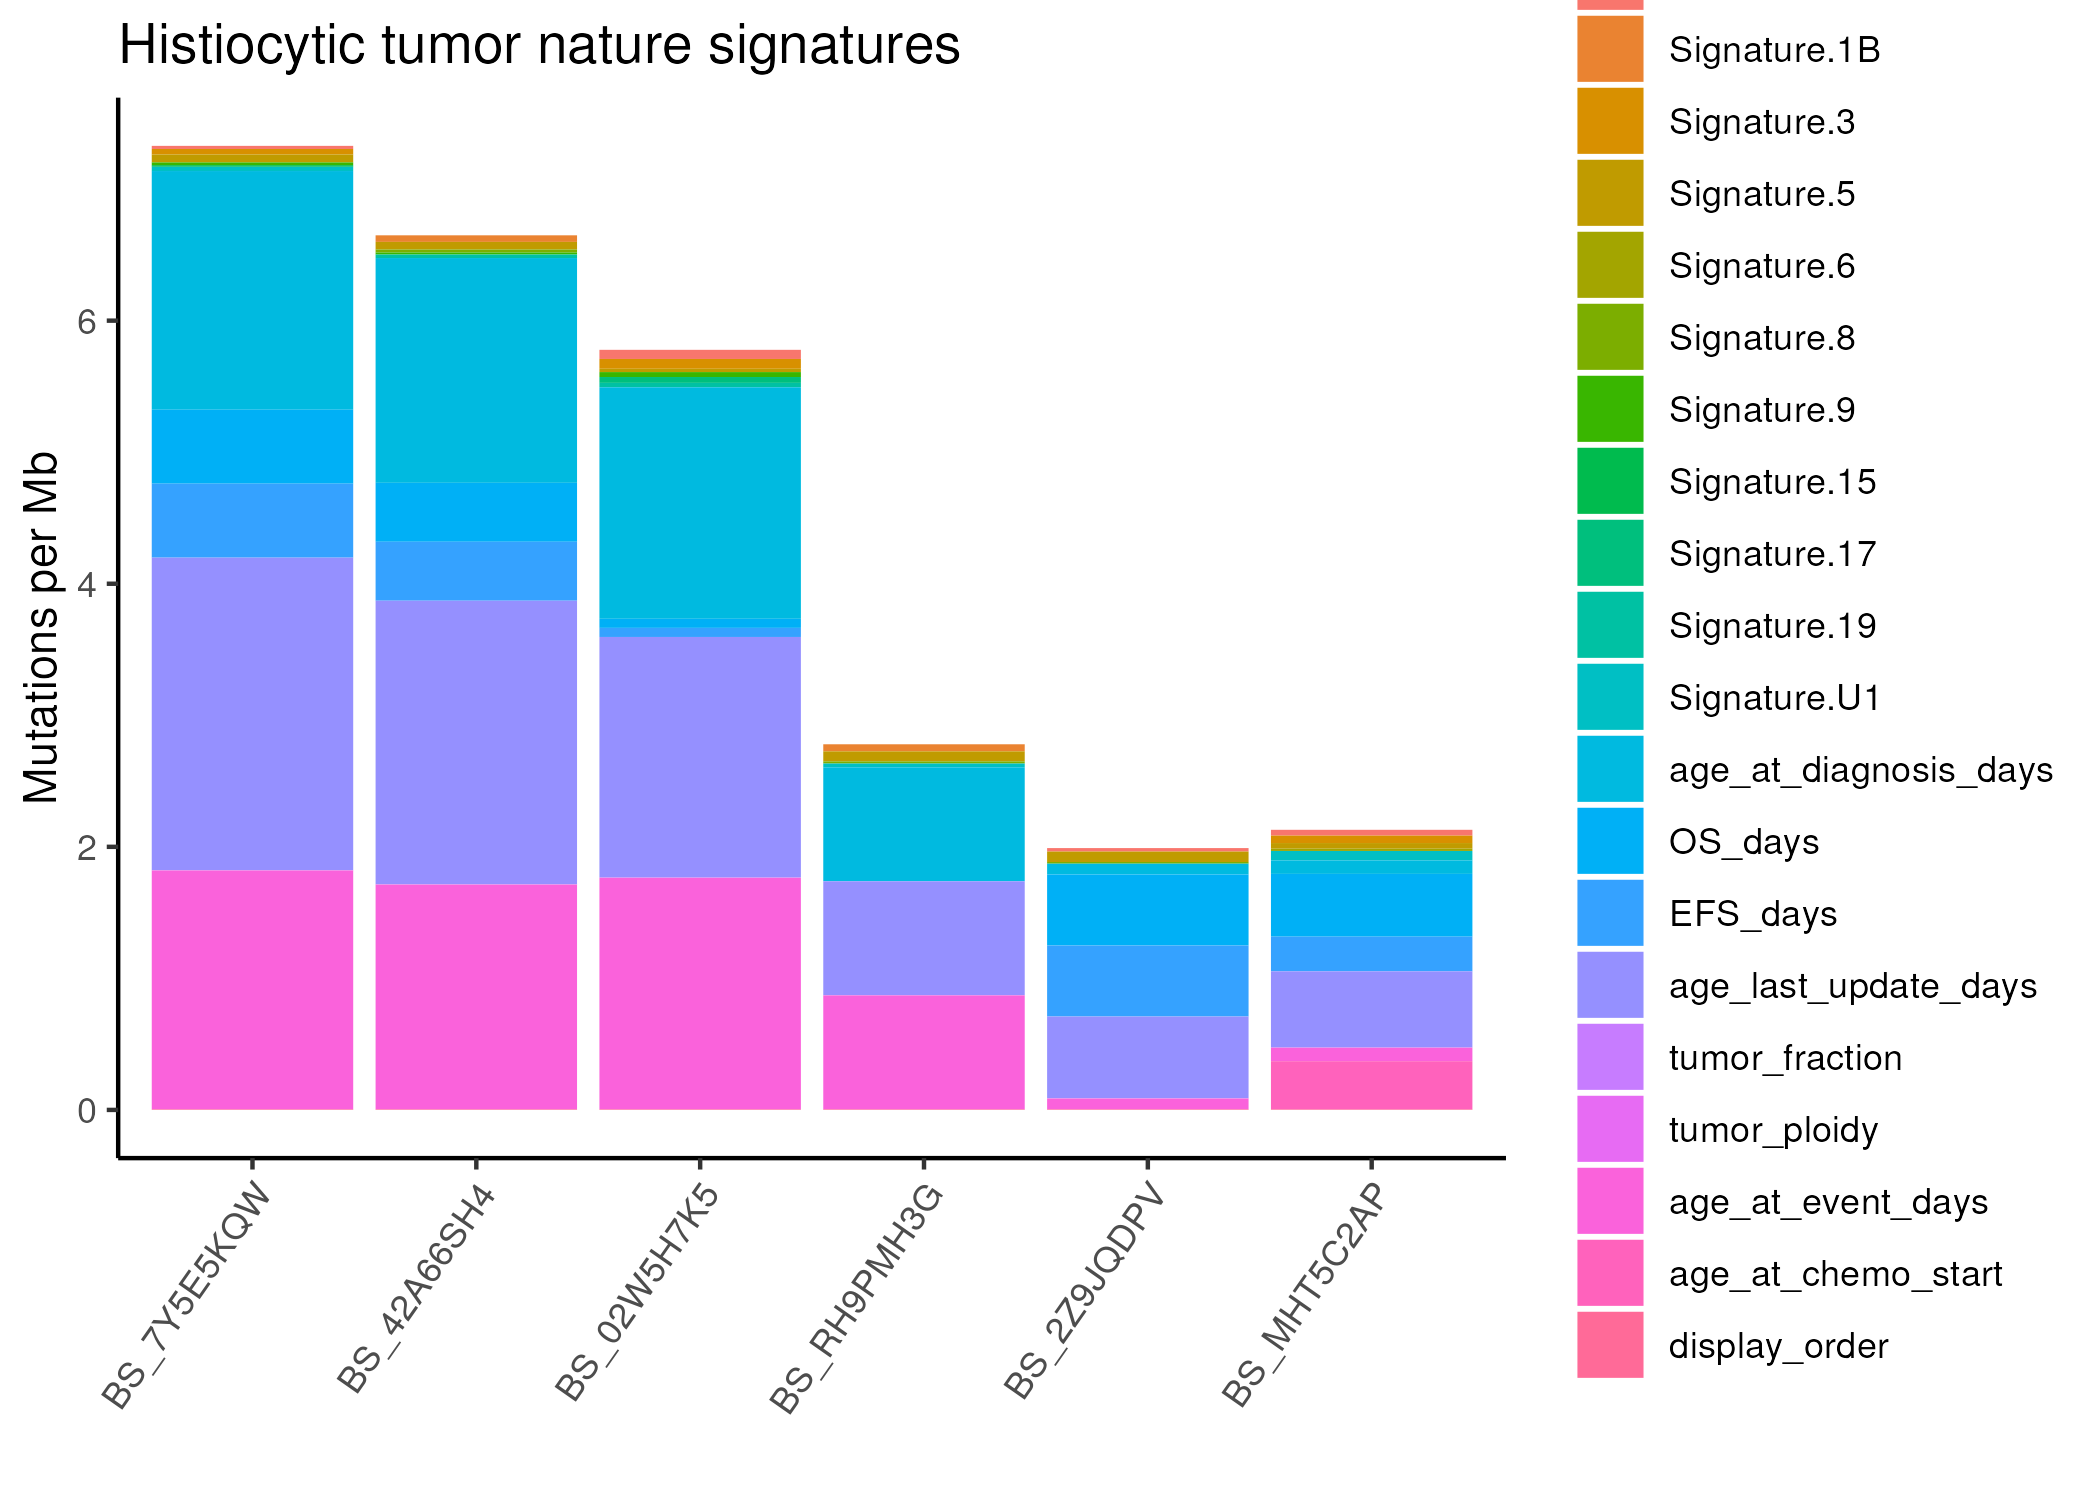 Histiocytic tumor nature signatures
Mutations per Mb
6
4
2
0
BS_7Y5E5KQW
BS_42A66SH4
BS_02W5H7K5
BS_RH9PMH3G
BS_2Z9JQDPV
BS_MHT5C2AP
Signature.1B
Signature.3
Signature.5
Signature.6
Signature.8
Signature.9
Signature.15
Signature.17
Signature.19
Signature.U1
age_at_diagnosis_days
OS_days
EFS_days
age_last_update_days
tumor_fraction
tumor_ploidy
age_at_event_days
age_at_chemo_start
display_order